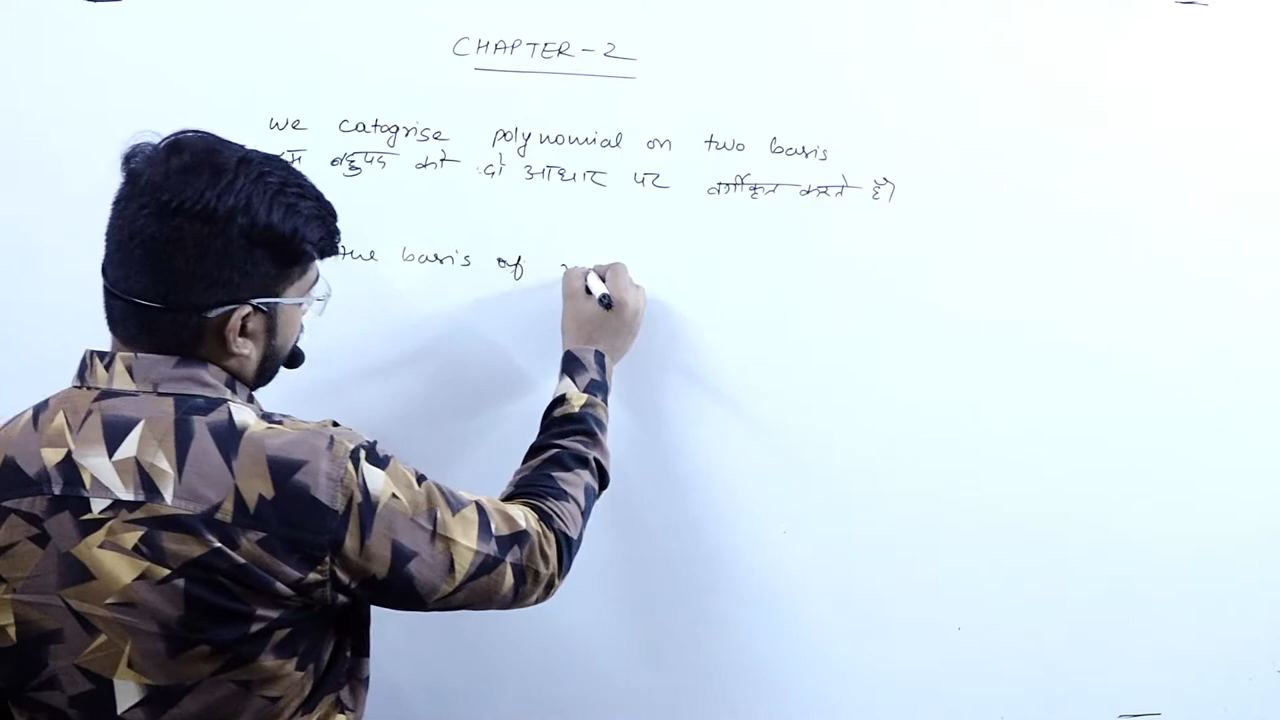 CHAPTER-2
we catogrise polynomial on two basis
बहुपद को दो आधार पर वर्गीकृत करते हैं
the basis of